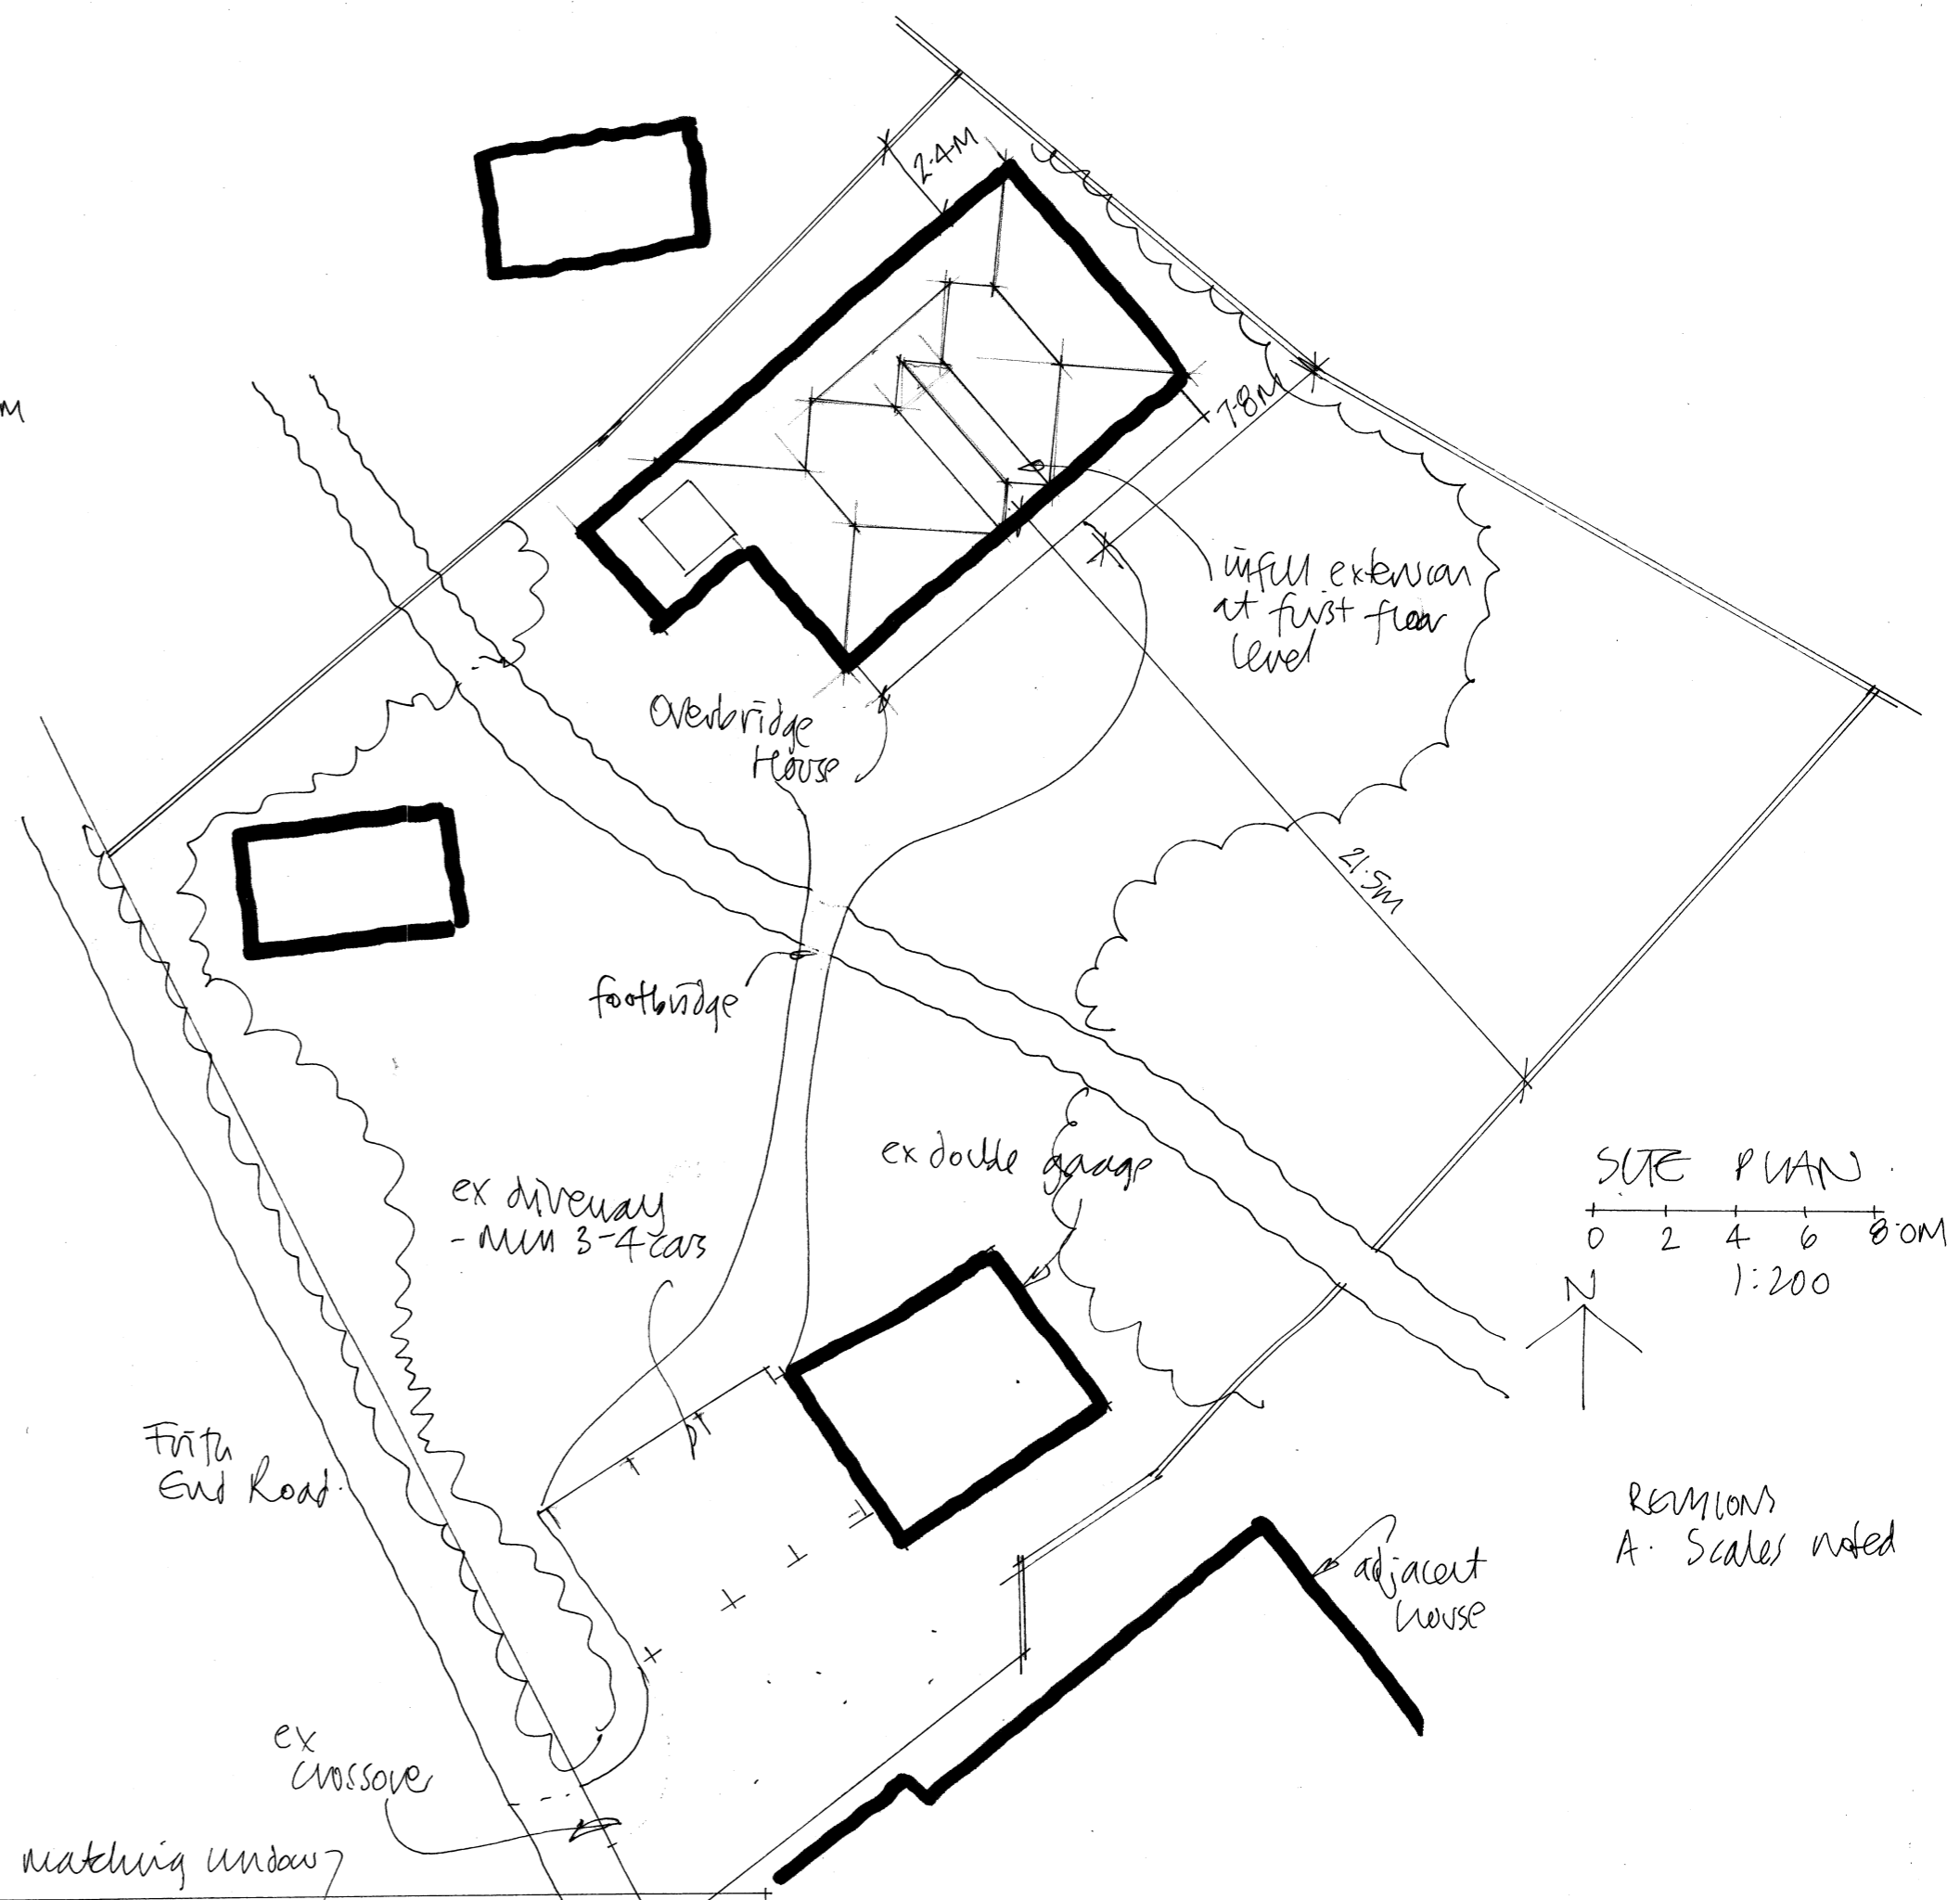 M
2.4M
7.8M
infill extension
at first floor
level
Overbridge
House
21.5m
footbridge
ex double garage
SITE PLAN.
0 2 4 6 8.0M
1:200
N
ex driveway
- min 3-4 cars
Frith
End Road.
REVISIONS
A. Scales noted
adjacent
house
ex
crossover
matching window